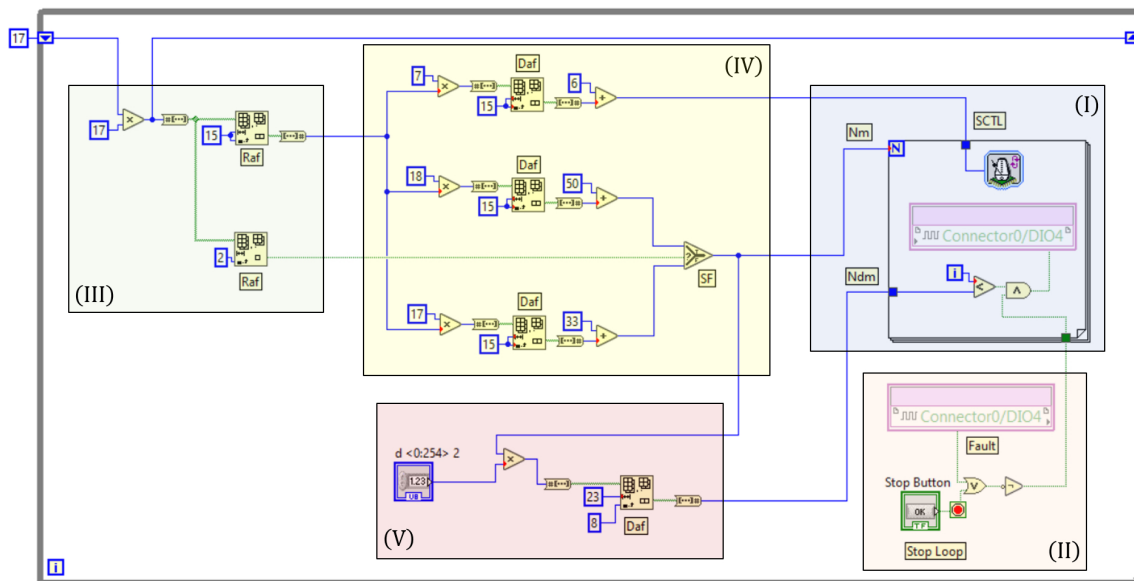 17
17
15
Raf
2
Raf
(III)
(IV)
7
15
Daf
6
18
15
Daf
50
SF
17
15
Daf
33
(I)
SCTL
Nm
N
Connector0/DIO4
Ndm
i
Connector0/DIO4
Fault
Stop Button
OK
TF
Stop Loop
(II)
d <0:254> 2
1.23
U8
23
8
Daf
(V)
i